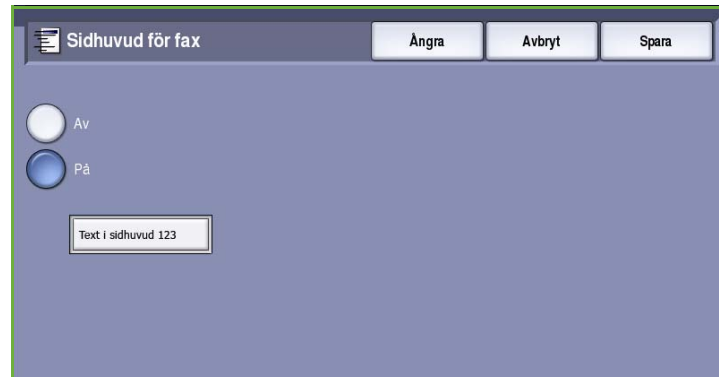 Sidhuvud för fax
Ångra
Avbryt
Spara
Av
På
Text i sidhuvud 123